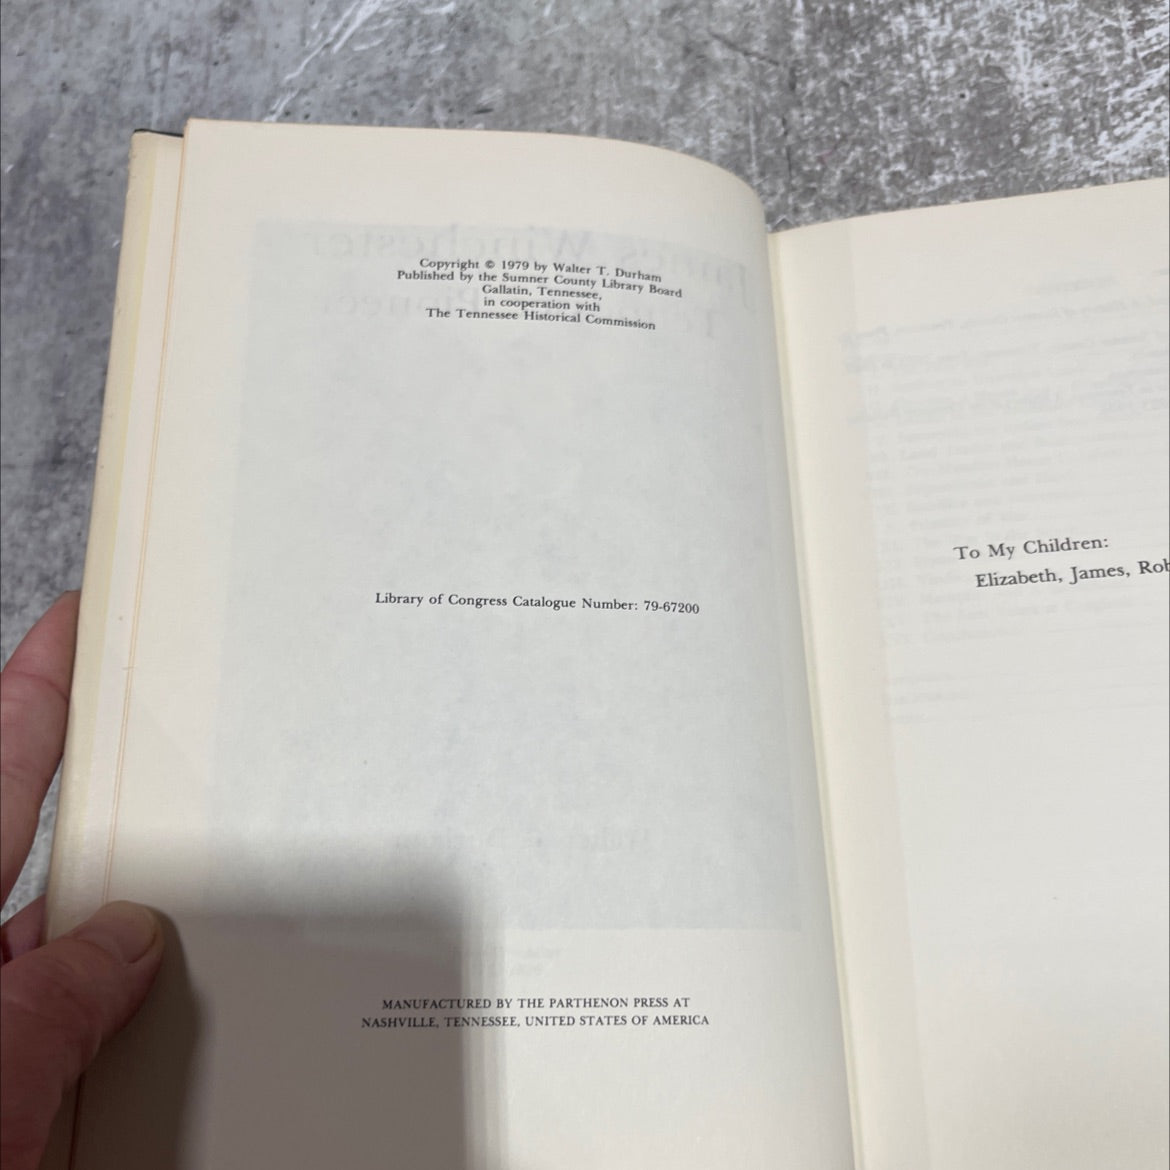 Copyright © 1979 by Walter T. Durham
Published by the Sumner County Library Board
Gallatin, Tennessee,
in cooperation with
The Tennessee Historical Commission
Library of Congress Catalogue Number: 79-67200
MANUFACTURED BY THE PARTHENON PRESS AT
NASHVILLE, TENNESSEE, UNITED STATES OF AMERICA
To My Children:
Elizabeth, James, Rob